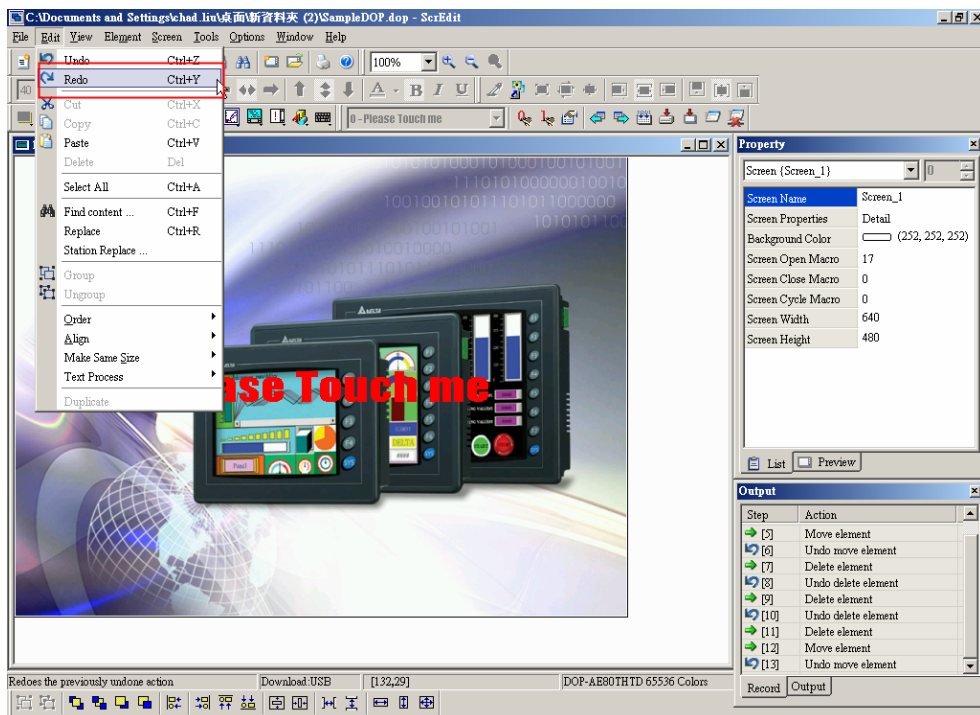 C:\Documents and Settings\chad.liu\桌面\新資料夾 (2)\SampleDOP.dop - ScrEdit
File Edit View Element Screen Tools Options Window Help
Undo Ctrl+Z
100%
Redo Ctrl+Y
40
B I U
Cut Ctrl+X
Copy Ctrl+C
0 - Please Touch me
Paste Ctrl+V
Delete Del
Select All Ctrl+A
Find content ... Ctrl+F
Replace Ctrl+R
Station Replace ...
Group
Ungroup
Order
Align
Make Same Size
Text Process
Duplicate
ase Touch me
DELTA
####
START
Property
Screen {Screen_1}
0
Screen Name Screen_1
Screen Properties Detail
Background Color (252, 252, 252)
Screen Open Macro 17
Screen Close Macro 0
Screen Cycle Macro 0
Screen Width 640
Screen Height 480
List Preview
Output
Step Action
[5] Move element
[6] Undo move element
[7] Delete element
[8] Undo delete element
[9] Delete element
[10] Undo delete element
[11] Delete element
[12] Move element
[13] Undo move element
Record Output
Redoes the previously undone action Download:USB [132,29] DOP-AE80THTD 65536 Colors